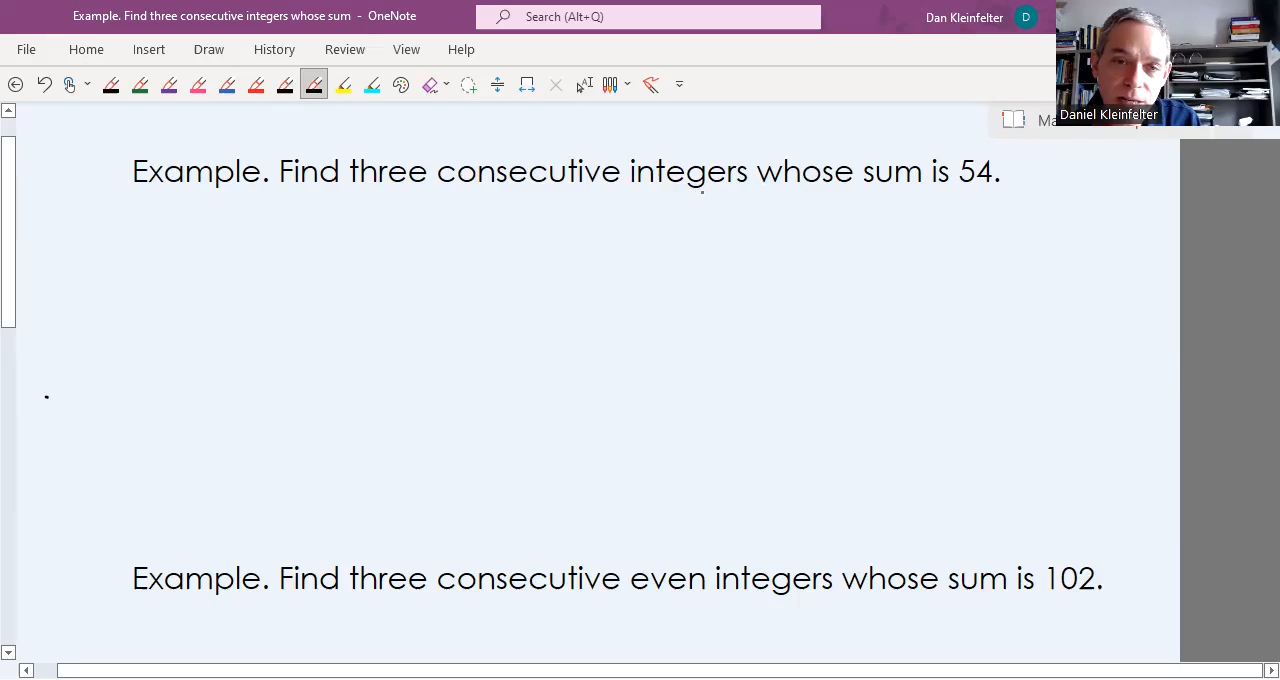 Example. Find three consecutive integers whose sum - OneNote
Search (Alt+Q)
Dan Kleinfelter
D
File Home Insert Draw History Review View Help
Daniel Kleinfelter
Example. Find three consecutive integers whose sum is 54.
Example. Find three consecutive even integers whose sum is 102.